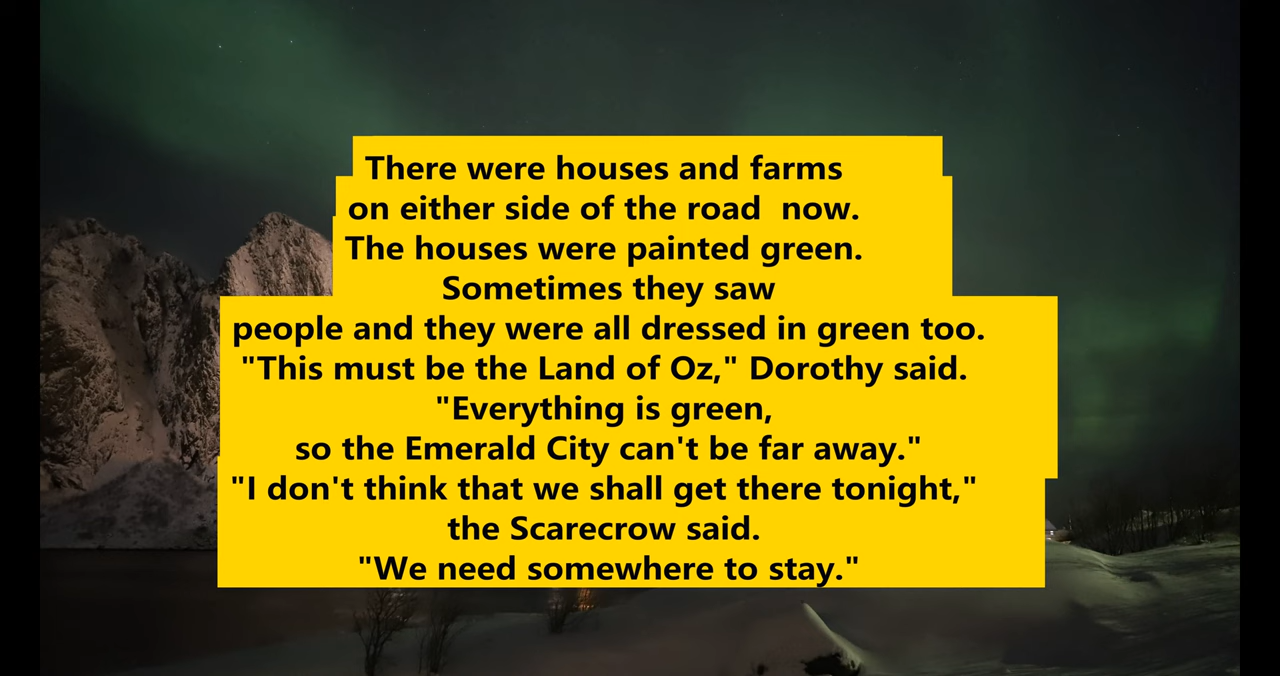 There were houses and farms
on either side of the road  now.
The houses were painted green.
Sometimes they saw
people and they were all dressed in green too.
"This must be the Land of Oz," Dorothy said.
"Everything is green,
so the Emerald City can't be far away."
"I don't think that we shall get there tonight,"
the Scarecrow said.
"We need somewhere to stay."